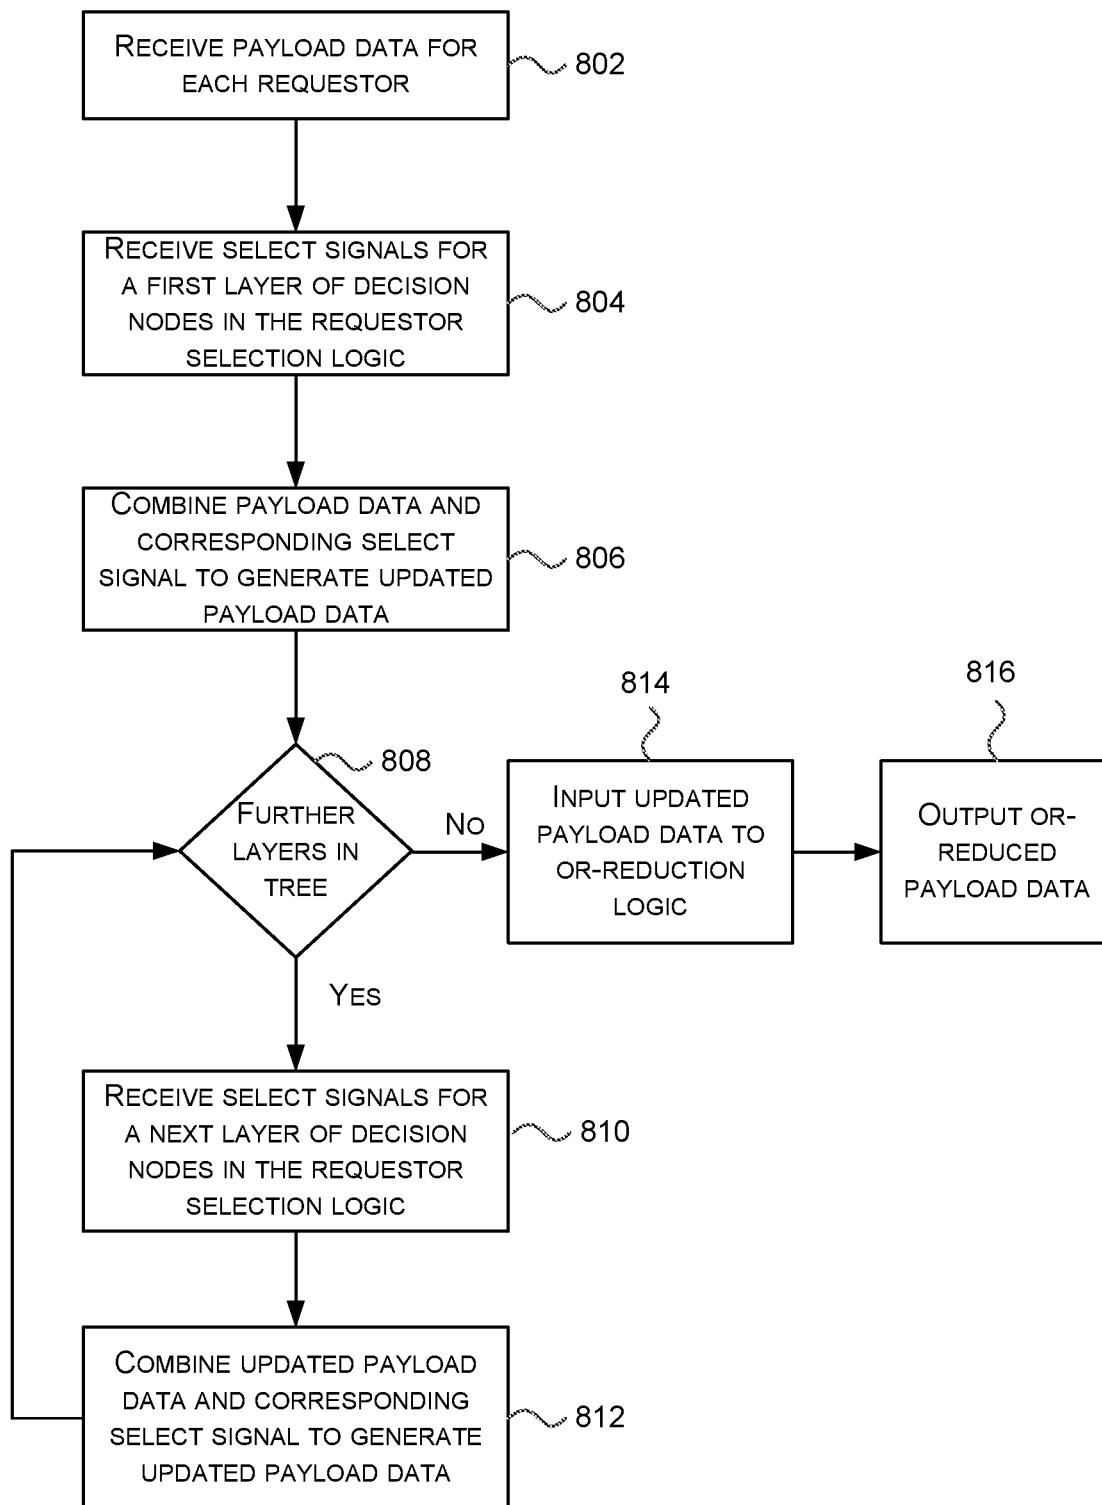 RECEIVE PAYLOAD DATA FOR
EACH REQUESTOR
802
RECEIVE SELECT SIGNALS FOR
A FIRST LAYER OF DECISION
NODES IN THE REQUESTOR
SELECTION LOGIC
804
COMBINE PAYLOAD DATA AND
CORRESPONDING SELECT
SIGNAL TO GENERATE UPDATED
PAYLOAD DATA
806
FURTHER
LAYERS IN
TREE
808
NO
INPUT UPDATED
PAYLOAD DATA TO
OR-REDUCTION
LOGIC
814
OUTPUT OR-
REDUCED
PAYLOAD DATA
816
YES
RECEIVE SELECT SIGNALS FOR
A NEXT LAYER OF DECISION
NODES IN THE REQUESTOR
SELECTION LOGIC
810
COMBINE UPDATED PAYLOAD
DATA AND CORRESPONDING
SELECT SIGNAL TO GENERATE
UPDATED PAYLOAD DATA
812